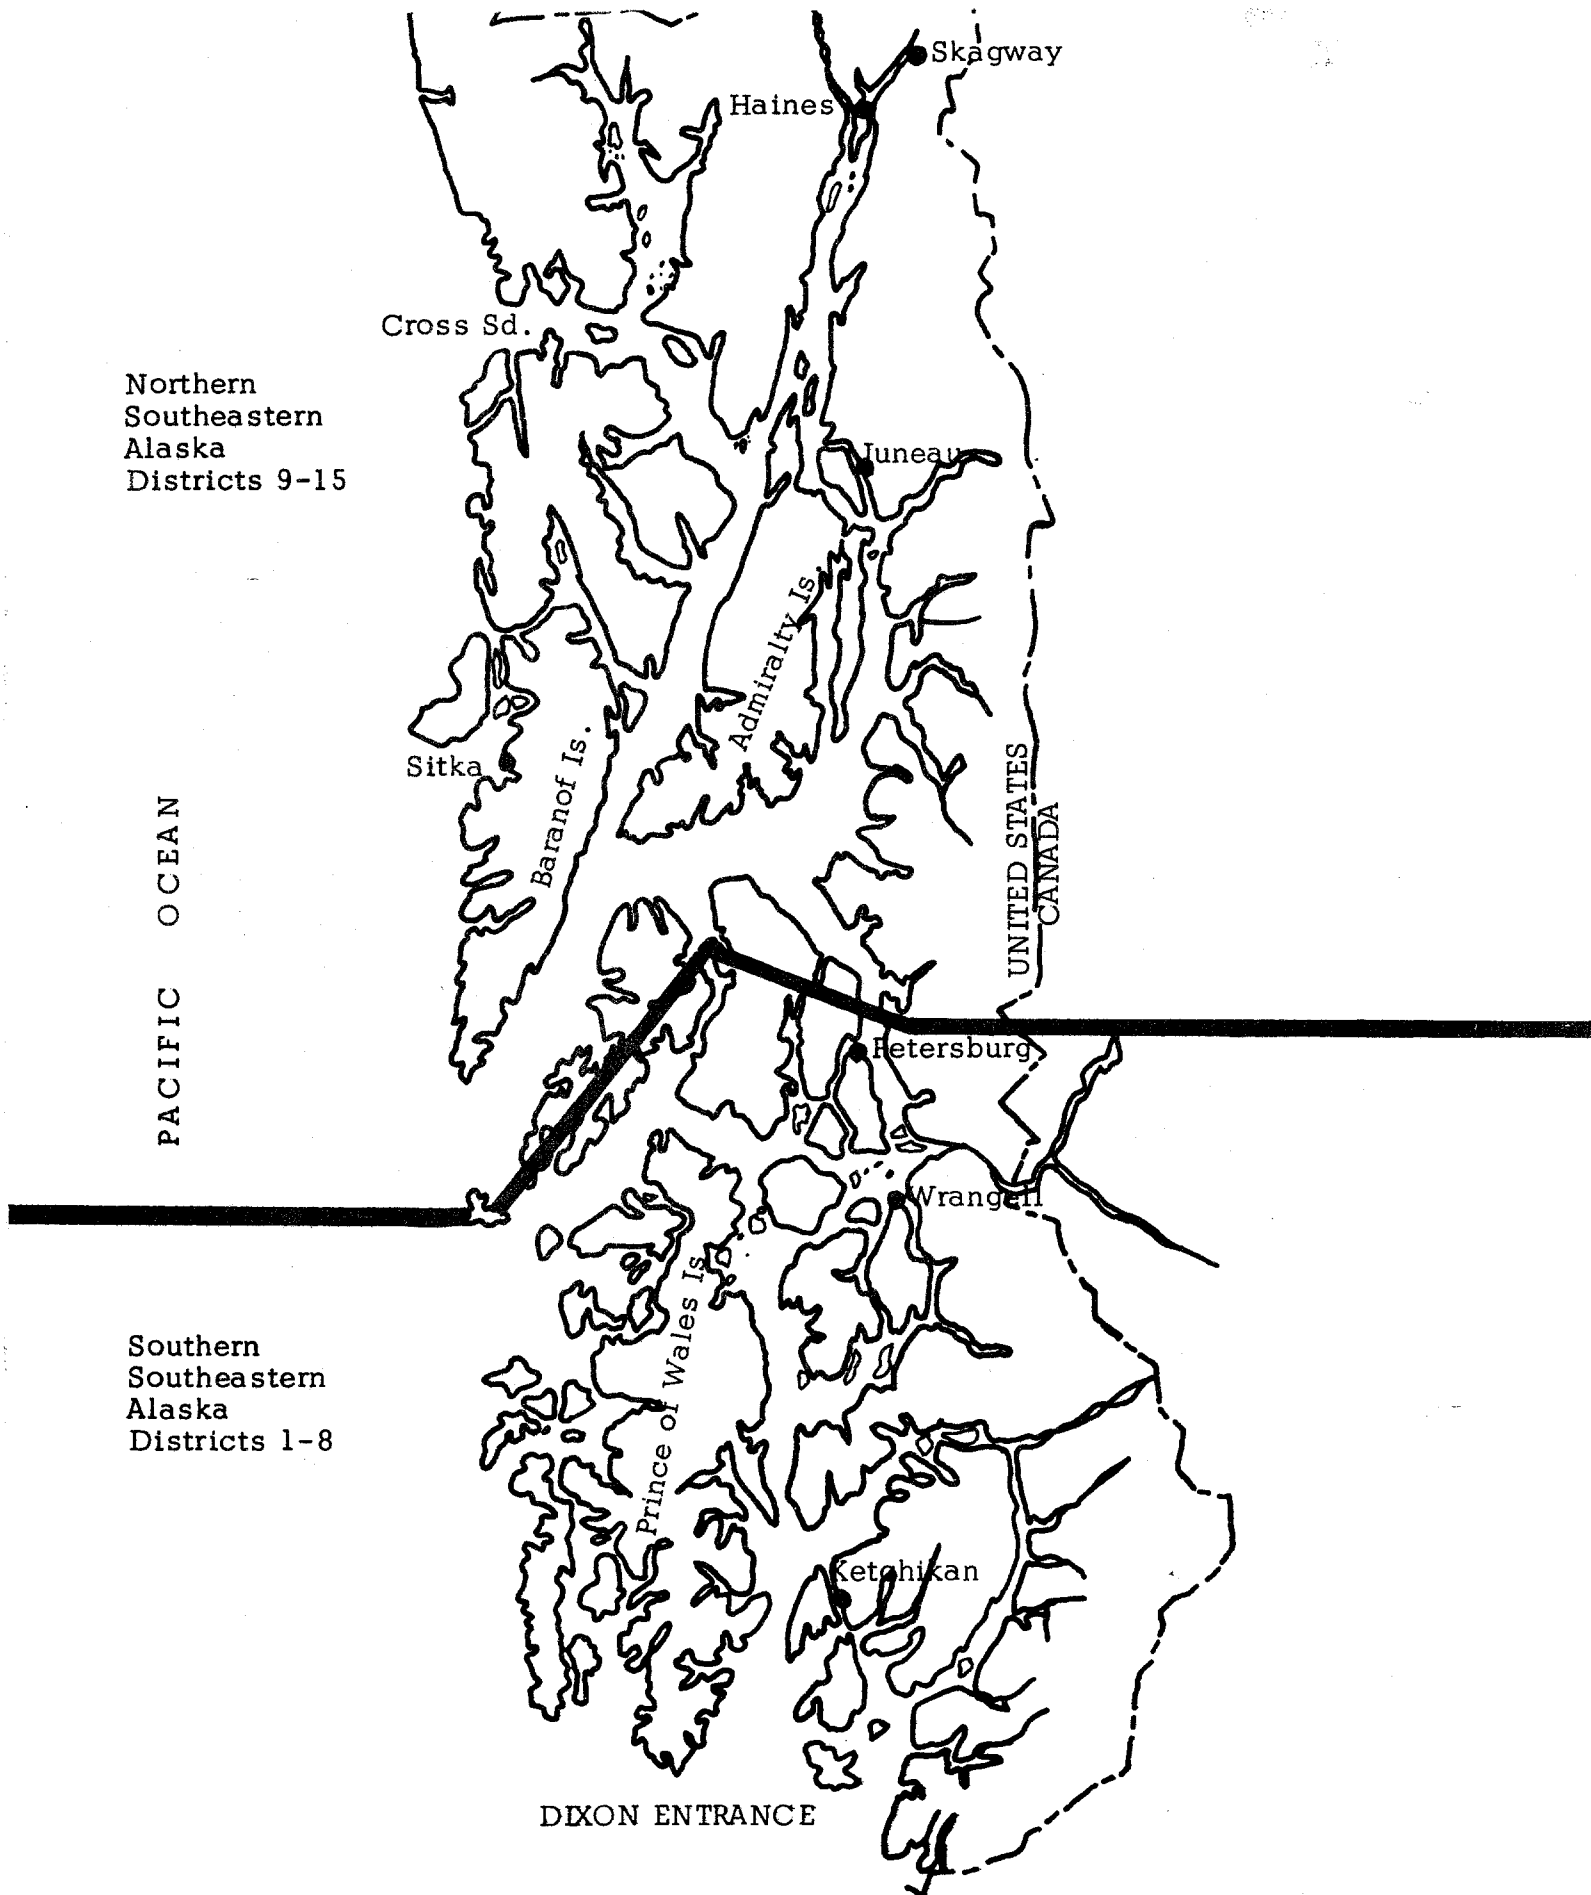 Skagway
Haines
Cross Sd.
Northern
Southeastern
Alaska
Districts 9-15
Juneau
Admiralty Is.
Sitka
Baranof Is.
UNITED STATES
CANADA
PACIFIC OCEAN
Petersburg
Wrangell
Prince of Wales Is.
Southern
Southeastern
Alaska
Districts 1-8
Ketchikan
DIXON ENTRANCE